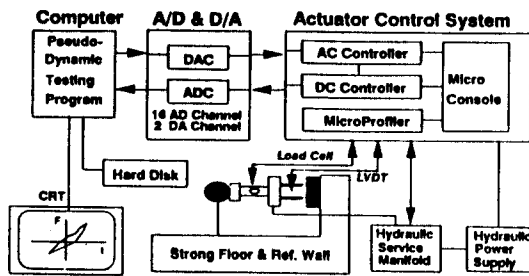 Computer
A/D & D/A
Actuator Control System
Pseudo-
Dynamic
Testing
Program
DAC
ADC
16 AD Channel
2 DA Channel
AC Controller
DC Controller
MicroProfiler
Micro
Console
Hard Disk
Load Cell
LVDT
CRT
F
t
Strong Floor & Ref. Wall
Hydraulic
Service
Manifold
Hydraulic
Power
Supply